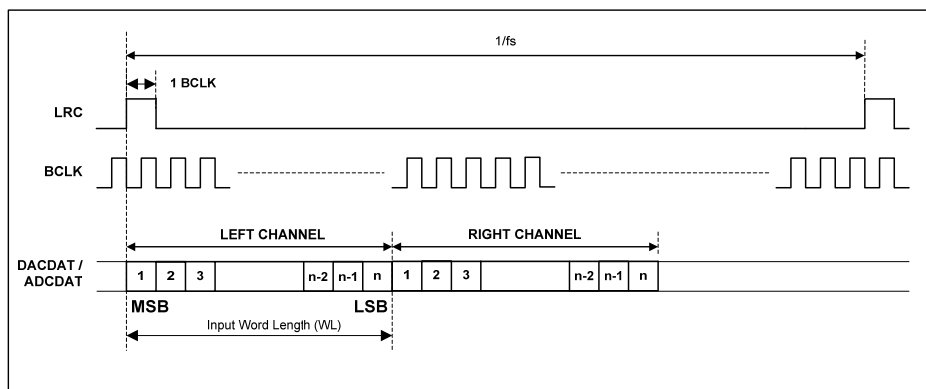 1/fs
1 BCLK
LRC
BCLK
LEFT CHANNEL
RIGHT CHANNEL
DACDAT /
ADCDAT
1 2 3 n-2 n-1 n 1 2 3 n-2 n-1 n
MSB LSB
Input Word Length (WL)